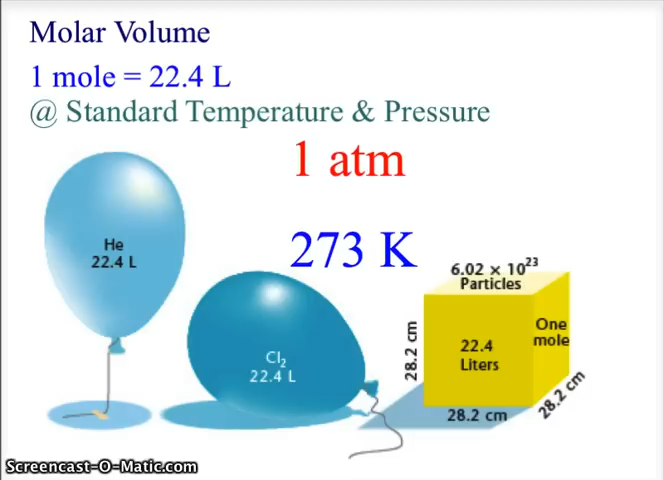 Molar Volume
1 mole = 22.4 L
@ Standard Temperature & Pressure
1 atm
273 K
He
22.4 L
Cl₂
22.4 L
6.02 × 10²³
Particles
28.2 cm
22.4
Liters
One
mole
28.2 cm
28.2 cm
Screencast-O-Matic.com